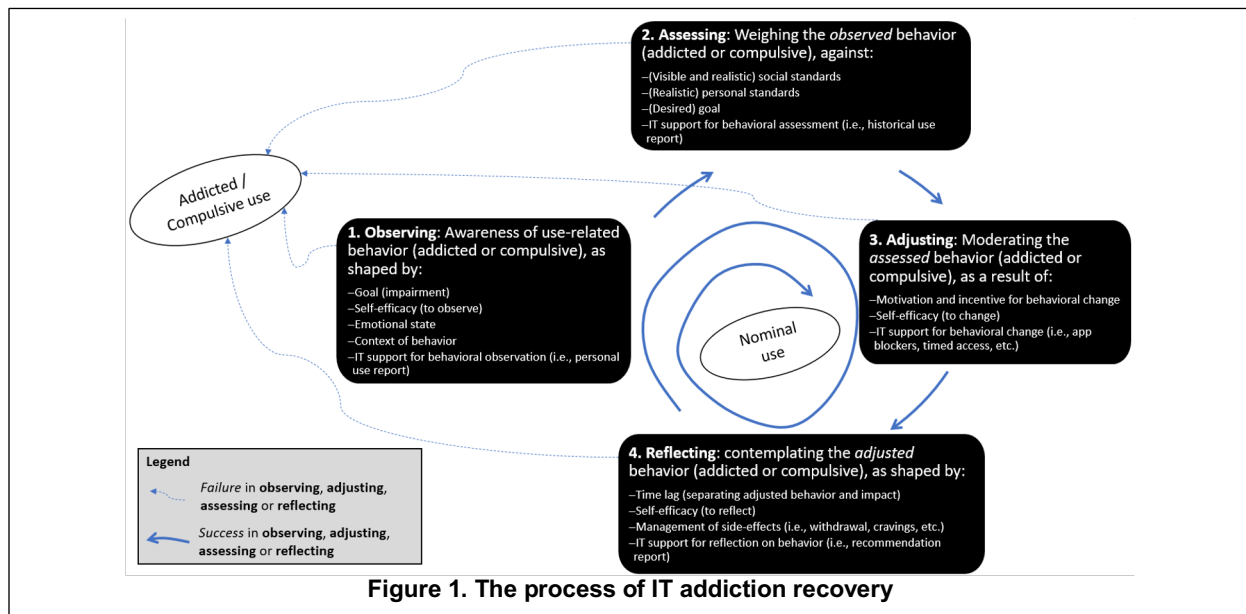 2. Assessing: Weighing the observed behavior
(addicted or compulsive), against:
–(Visible and realistic) social standards
–(Realistic) personal standards
–(Desired) goal
–IT support for behavioral assessment (i.e., historical use
report)
Addicted /
Compulsive use
1. Observing: Awareness of use-related
behavior (addicted or compulsive), as
shaped by:
–Goal (impairment)
–Self-efficacy (to observe)
–Emotional state
–Context of behavior
–IT support for behavioral observation (i.e., personal
use report)
3. Adjusting: Moderating the
assessed behavior (addicted or
compulsive), as a result of:
–Motivation and incentive for behavioral change
–Self-efficacy (to change)
–IT support for behavioral change (i.e., app
blockers, timed access, etc.)
Nominal
use
4. Reflecting: contemplating the adjusted
behavior (addicted or compulsive), as shaped by:
–Time lag (separating adjusted behavior and impact)
–Self-efficacy (to reflect)
–Management of side-effects (i.e., withdrawal, cravings, etc.)
–IT support for reflection on behavior (i.e., recommendation
report)
Legend
Failure in observing, adjusting,
assessing or reflecting
Success in observing, adjusting,
assessing or reflecting
Figure 1. The process of IT addiction recovery